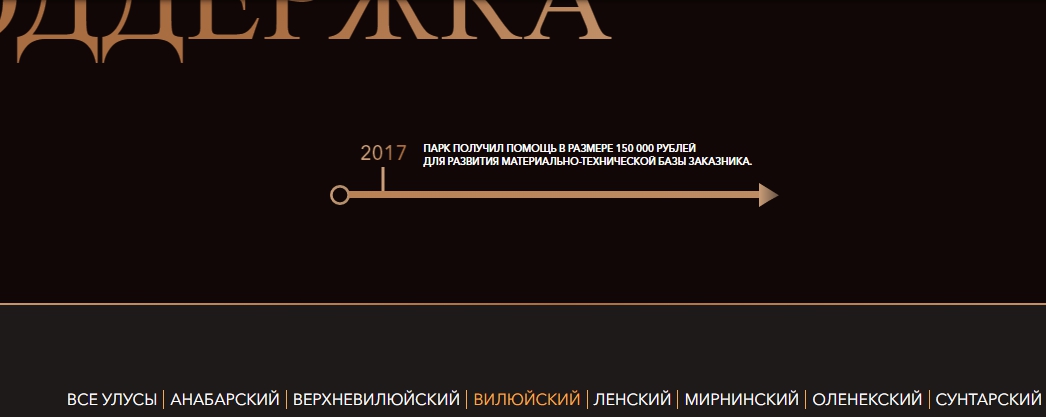 ОДДЕРЖКА
2017
ПАРК ПОЛУЧИЛ ПОМОЩЬ В РАЗМЕРЕ 150 000 РУБЛЕЙ
ДЛЯ РАЗВИТИЯ МАТЕРИАЛЬНО-ТЕХНИЧЕСКОЙ БАЗЫ ЗАКАЗНИКА.
ВСЕ УЛУСЫ | АНАБАРСКИЙ | ВЕРХНЕВИЛЮЙСКИЙ | ВИЛЮЙСКИЙ | ЛЕНСКИЙ | МИРНИНСКИЙ | ОЛЕНЕКСКИЙ | СУНТАРСКИЙ